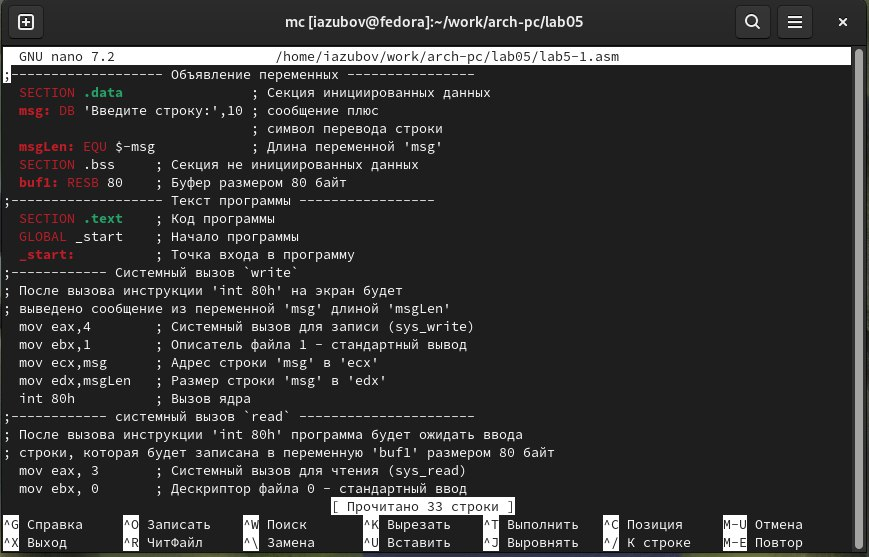 mc [iazubov@fedora]:~/work/arch-pc/lab05
GNU nano 7.2 /home/iazubov/work/arch-pc/lab05/lab5-1.asm
;------------------ Объявление переменных ----------------
SECTION .data ; Секция инициированных данных
msg: DB 'Введите строку:',10 ; сообщение плюс
; символ перевода строки
msgLen: EQU $-msg ; Длина переменной 'msg'
SECTION .bss ; Секция не инициированных данных
buf1: RESB 80 ; Буфер размером 80 байт
;------------------- Текст программы -----------------
SECTION .text ; Код программы
GLOBAL _start ; Начало программы
_start: ; Точка входа в программу
;------------ Системный вызов `write`
; После вызова инструкции 'int 80h' на экран будет
; выведено сообщение из переменной 'msg' длиной 'msgLen'
mov eax,4 ; Системный вызов для записи (sys_write)
mov ebx,1 ; Описатель файла 1 - стандартный вывод
mov ecx,msg ; Адрес строки 'msg' в 'ecx'
mov edx,msgLen ; Размер строки 'msg' в 'edx'
int 80h ; Вызов ядра
;------------ системный вызов `read` ----------------------
; После вызова инструкции 'int 80h' программа будет ожидать ввода
; строки, которая будет записана в переменную 'buf1' размером 80 байт
mov eax, 3 ; Системный вызов для чтения (sys_read)
mov ebx, 0 ; Дескриптор файла 0 - стандартный ввод
[ Прочитано 33 строки ]
^G Справка ^O Записать ^W Поиск ^K Вырезать ^T Выполнить ^C Позиция M-U Отмена
^X Выход ^R ЧитФайл ^\ Замена ^U Вставить ^J Выровнять ^/ К строке M-E Повтор